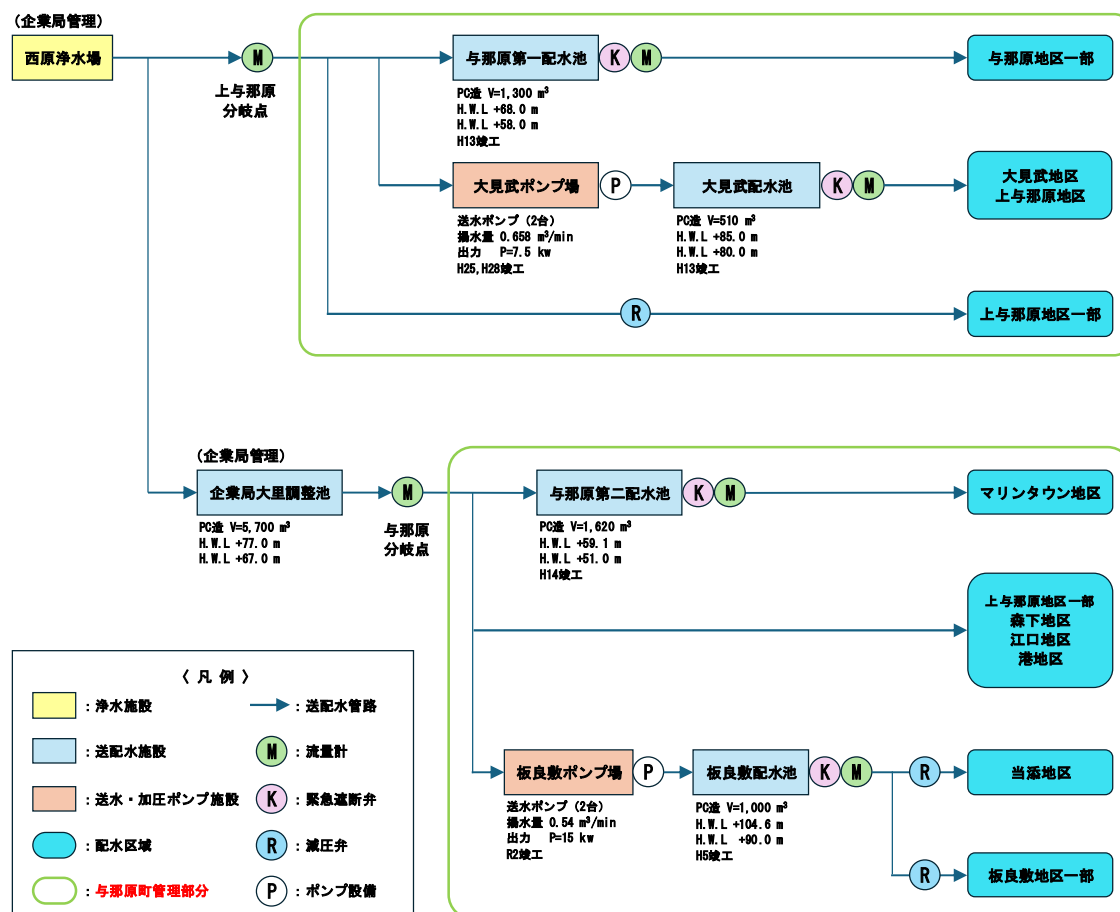 (企業局管理)
西原浄水場
M
上与那原
分岐点
与那原第一配水池
K
M
与那原地区一部
PC造 V=1,300 m³
H.W.L +68.0 m
H.W.L +58.0 m
H13竣工
大見武ポンプ場
P
大見武配水池
K
M
大見武地区
上与那原地区
送水ポンプ（2台）
揚水量 0.658 m³/min
出力 P=7.5 kw
H25,H28竣工
PC造 V=510 m³
H.W.L +85.0 m
H.W.L +80.0 m
H13竣工
R
上与那原地区一部
(企業局管理)
企業局大里調整池
M
与那原
分岐点
PC造 V=5,700 m³
H.W.L +77.0 m
H.W.L +67.0 m
与那原第二配水池
K
M
マリンタウン地区
PC造 V=1,620 m³
H.W.L +59.1 m
H.W.L +51.0 m
H14竣工
上与那原地区一部
森下地区
江口地区
港地区
板良敷ポンプ場
P
板良敷配水池
K
M
R
当添地区
送水ポンプ（2台）
揚水量 0.54 m³/min
出力 P=15 kw
R2竣工
PC造 V=1,000 m³
H.W.L +104.6 m
H.W.L +90.0 m
H5竣工
R
板良敷地区一部
〈 凡 例 〉
：浄水施設
：送配水管路
：送配水施設
M ：流量計
：送水・加圧ポンプ施設
K ：緊急遮断弁
：配水区域
R ：減圧弁
：与那原町管理部分
P ：ポンプ設備